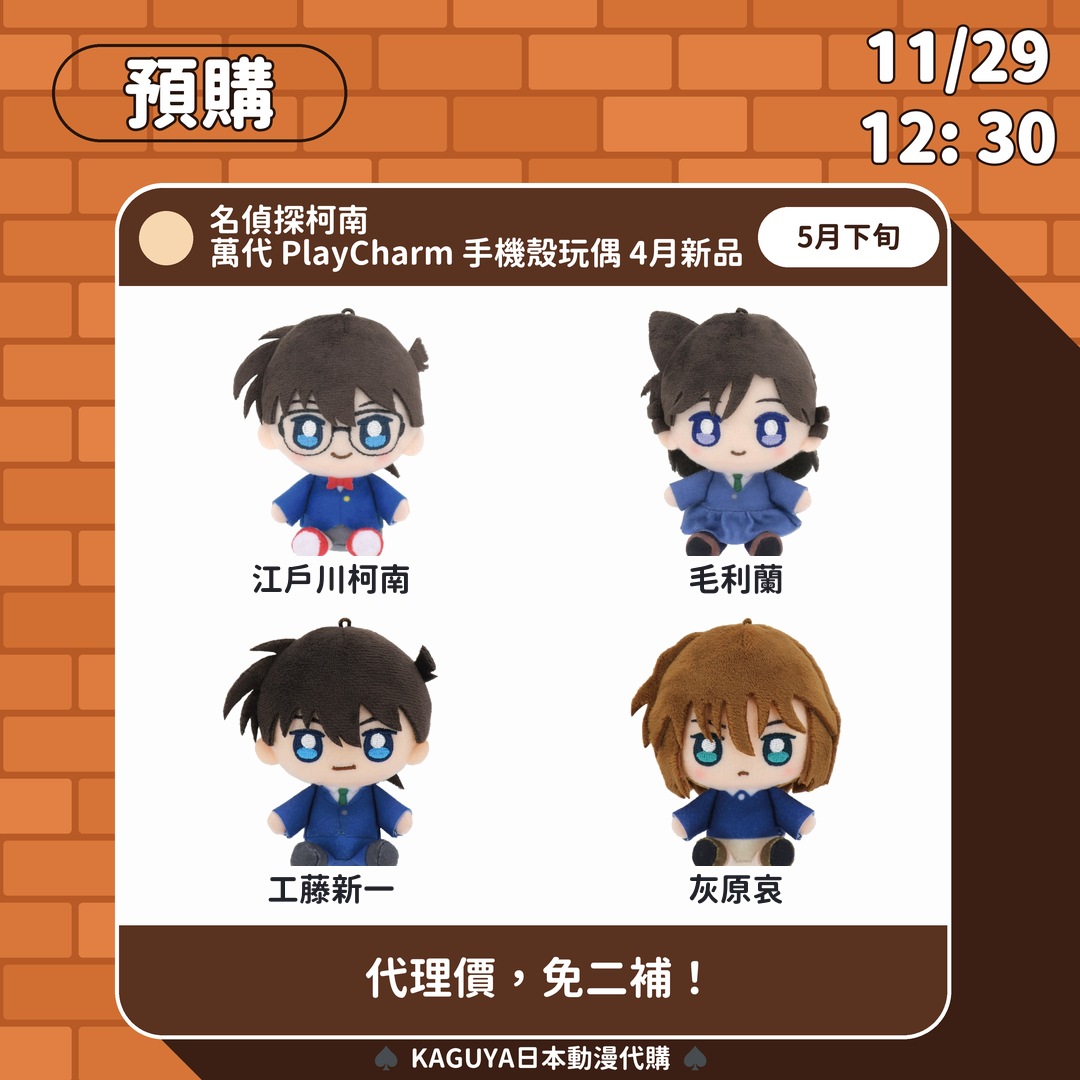 預購
11/29
12: 30
名偵探柯南
萬代 PlayCharm 手機殼玩偶 4月新品
5月下旬
江戶川柯南
毛利蘭
工藤新一
灰原哀
代理價，免二補！
♠ KAGUYA日本動漫代購 ♠